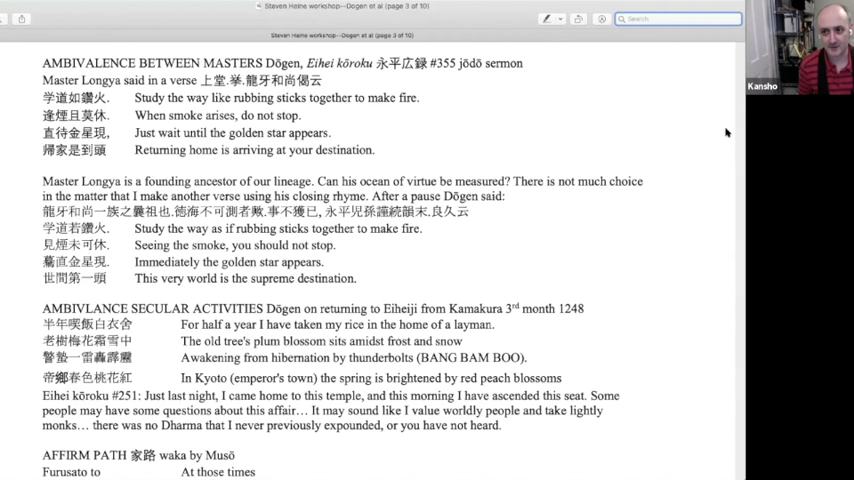 Steven Heine workshop--Dogen et al (page 3 of 10)
Search
Steven Heine workshop--Dogen et al (page 3 of 10)
Kansho
AMBIVALENCE BETWEEN MASTERS Dōgen, Eihei kōroku 永平広録 #355 jōdō sermon
Master Longya said in a verse 上堂.挙.龍牙和尚偈云
学道如鑽火. Study the way like rubbing sticks together to make fire.
逢煙且莫休. When smoke arises, do not stop.
直待金星現, Just wait until the golden star appears.
帰家是到頭 Returning home is arriving at your destination.
Master Longya is a founding ancestor of our lineage. Can his ocean of virtue be measured? There is not much choice
in the matter that I make another verse using his closing rhyme. After a pause Dōgen said:
龍牙和尚一族之曩祖也.徳海不可測者歟.事不獲已, 永平児孫謹続韻末.良久云
学道若鑽火. Study the way as if rubbing sticks together to make fire.
見煙未可休. Seeing the smoke, you should not stop.
驀直金星現. Immediately the golden star appears.
世間第一頭 This very world is the supreme destination.
AMBIVLANCE SECULAR ACTIVITIES Dōgen on returning to Eiheiji from Kamakura 3rd month 1248
半年喫飯白衣舎 For half a year I have taken my rice in the home of a layman.
老樹梅花霜雪中 The old tree's plum blossom sits amidst frost and snow
警蟄一雷轟霹靂 Awakening from hibernation by thunderbolts (BANG BAM BOO).
帝郷春色桃花紅 In Kyoto (emperor's town) the spring is brightened by red peach blossoms
Eihei kōroku #251: Just last night, I came home to this temple, and this morning I have ascended this seat. Some
people may have some questions about this affair… It may sound like I value worldly people and take lightly
monks… there was no Dharma that I never previously expounded, or you have not heard.
AFFIRM PATH 家路 waka by Musō
Furusato to At those times